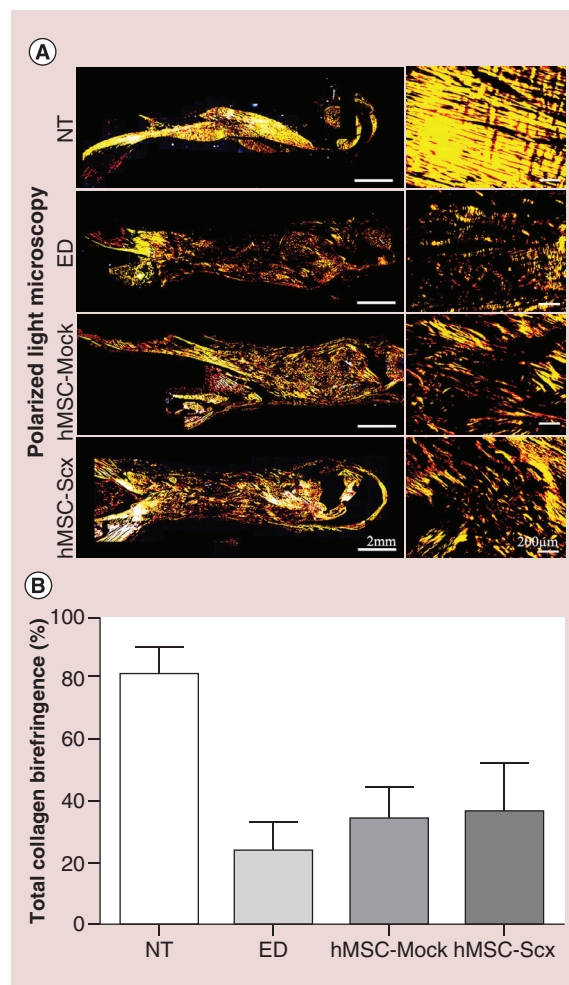 A
Polarized light microscopy
NT
ED
hMSC-Mock
hMSC-Scx
2mm
200µm
B
Total collagen birefringence (%)
100
80
60
40
20
0
NT
ED
hMSC-Mock
hMSC-Scx